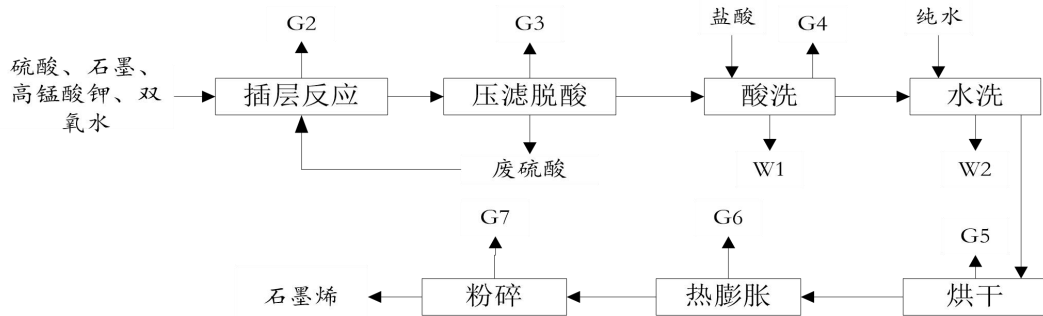 G2
G3
盐酸
G4
纯水
硫酸、石墨、
高锰酸钾、双
氧水
插层反应
压滤脱酸
酸洗
水洗
废硫酸
W1
W2
G7
G6
G5
石墨烯
粉碎
热膨胀
烘干